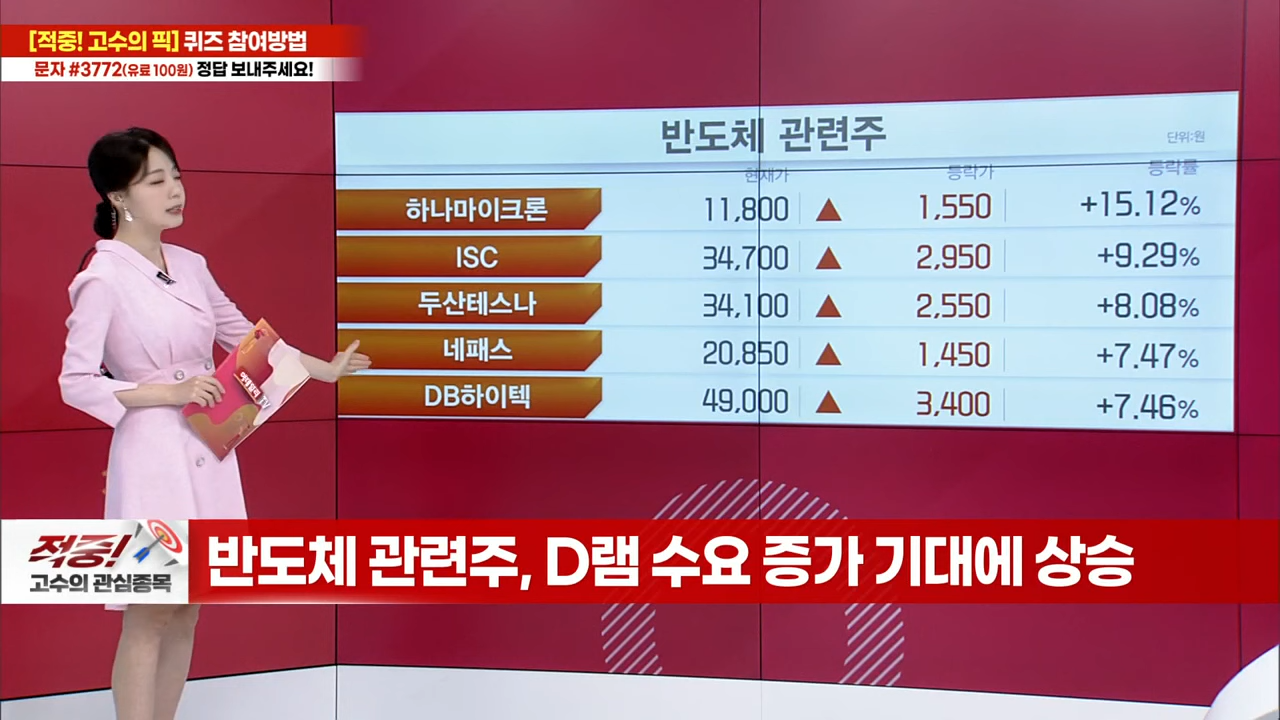 [적중! 고수의 픽] 퀴즈 참여방법
문자 #3772(유료 100원) 정답 보내주세요!
반도체 관련주
단위:원
현재가 등락가 등락률
하나마이크론 11,800 ▲ 1,550 +15.12%
ISC 34,700 ▲ 2,950 +9.29%
두산테스나 34,100 ▲ 2,550 +8.08%
네패스 20,850 ▲ 1,450 +7.47%
DB하이텍 49,000 ▲ 3,400 +7.46%
이데일리 TV
적중!
고수의 관심종목
반도체 관련주, D램 수요 증가 기대에 상승